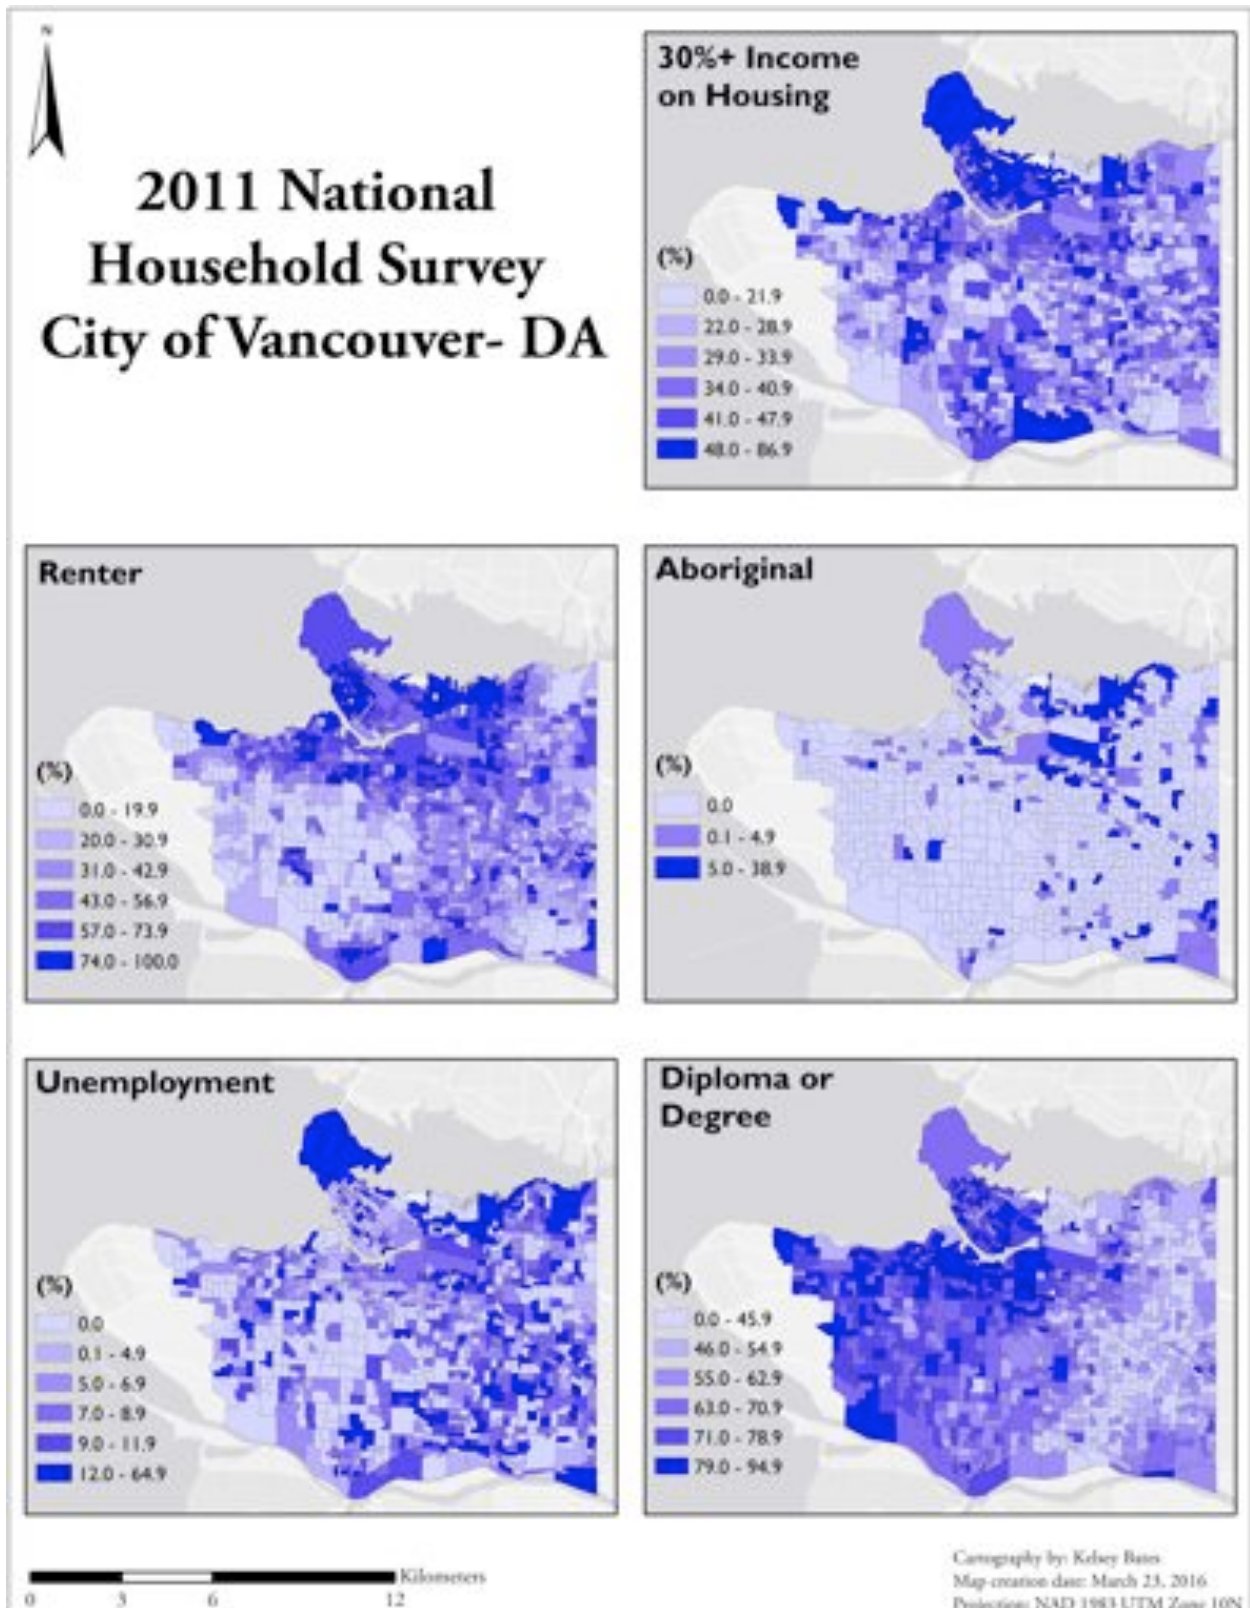 N
2011 National
Household Survey
City of Vancouver- DA
30%+ Income
on Housing
(%)
0.0 - 21.9
22.0 - 28.9
29.0 - 33.9
34.0 - 40.9
41.0 - 47.9
48.0 - 86.9
Renter
(%)
0.0 - 19.9
20.0 - 30.9
31.0 - 42.9
43.0 - 56.9
57.0 - 73.9
74.0 - 100.0
Aboriginal
(%)
0.0
0.1 - 4.9
5.0 - 38.9
Unemployment
(%)
0.0
0.1 - 4.9
5.0 - 6.9
7.0 - 8.9
9.0 - 11.9
12.0 - 64.9
Diploma or
Degree
(%)
0.0 - 45.9
46.0 - 54.9
55.0 - 62.9
63.0 - 70.9
71.0 - 78.9
79.0 - 94.9
Kilometers
0 3 6 12
Cartography by: Kelsey Bates
Map creation date: March 23, 2016
Projection: NAD 1983 UTM Zone 10N